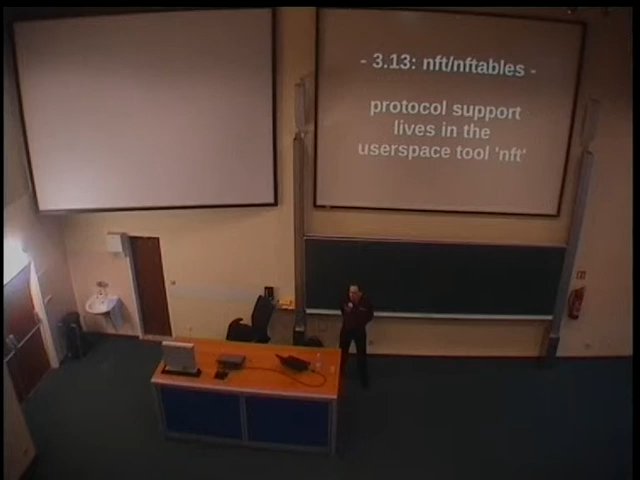 - 3.13: nft/nftables -
protocol support
lives in the
userspace tool 'nft'